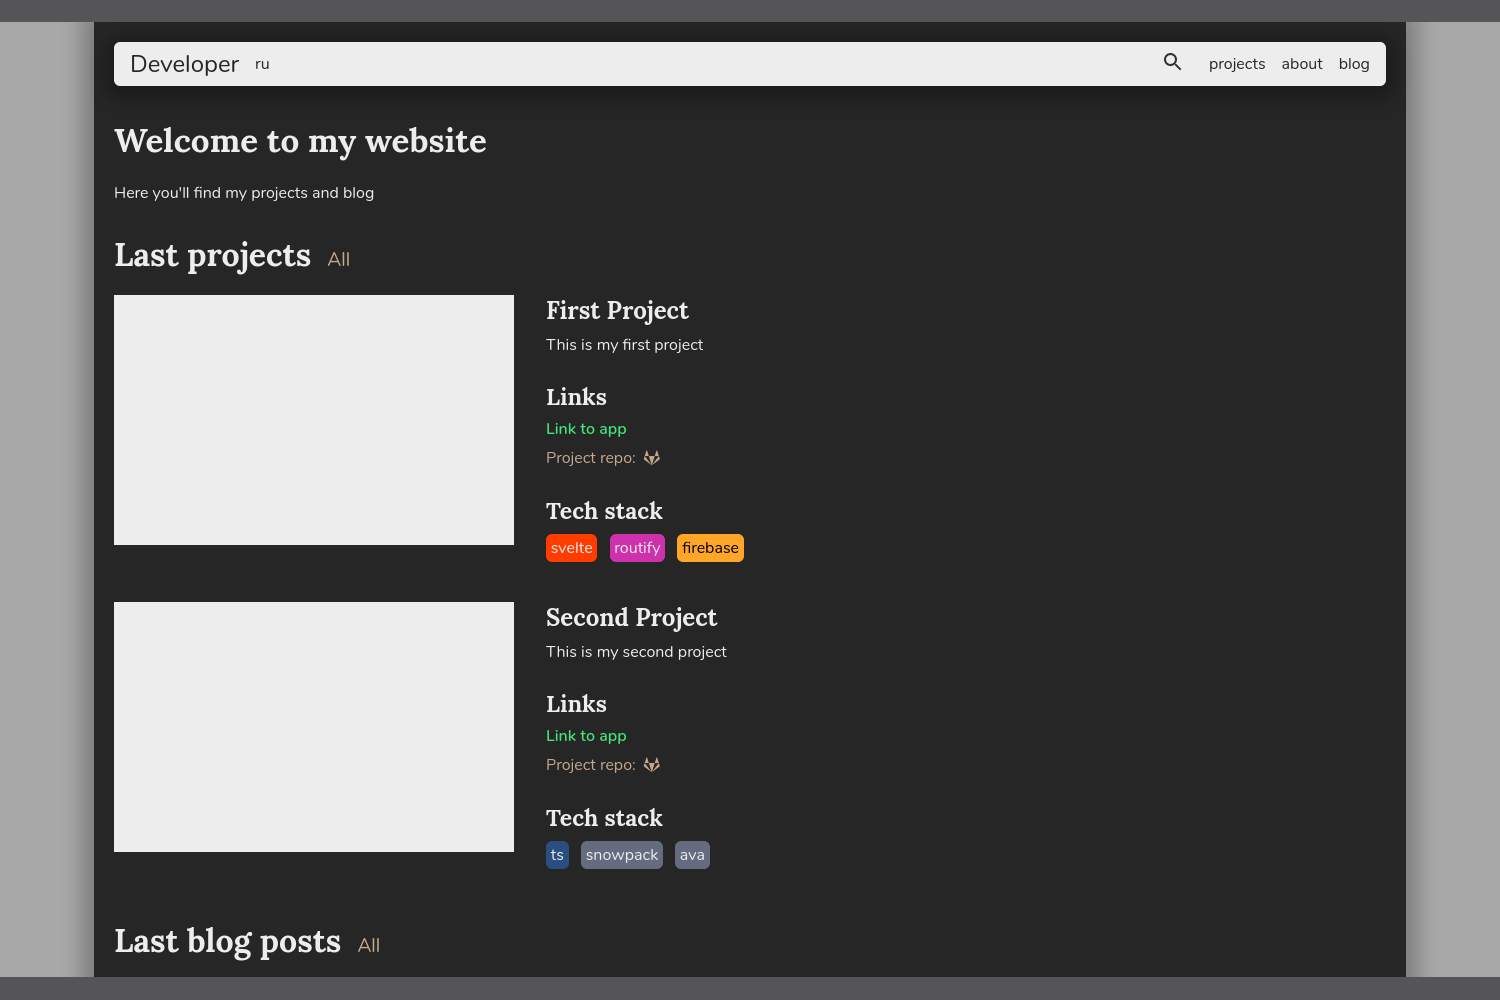 Developer ru projects about blog
Welcome to my website
Here you'll find my projects and blog
Last projects All
First Project
This is my first project
Links
Link to app
Project repo:
Tech stack
svelte routify firebase
Second Project
This is my second project
Links
Link to app
Project repo:
Tech stack
ts snowpack ava
Last blog posts All